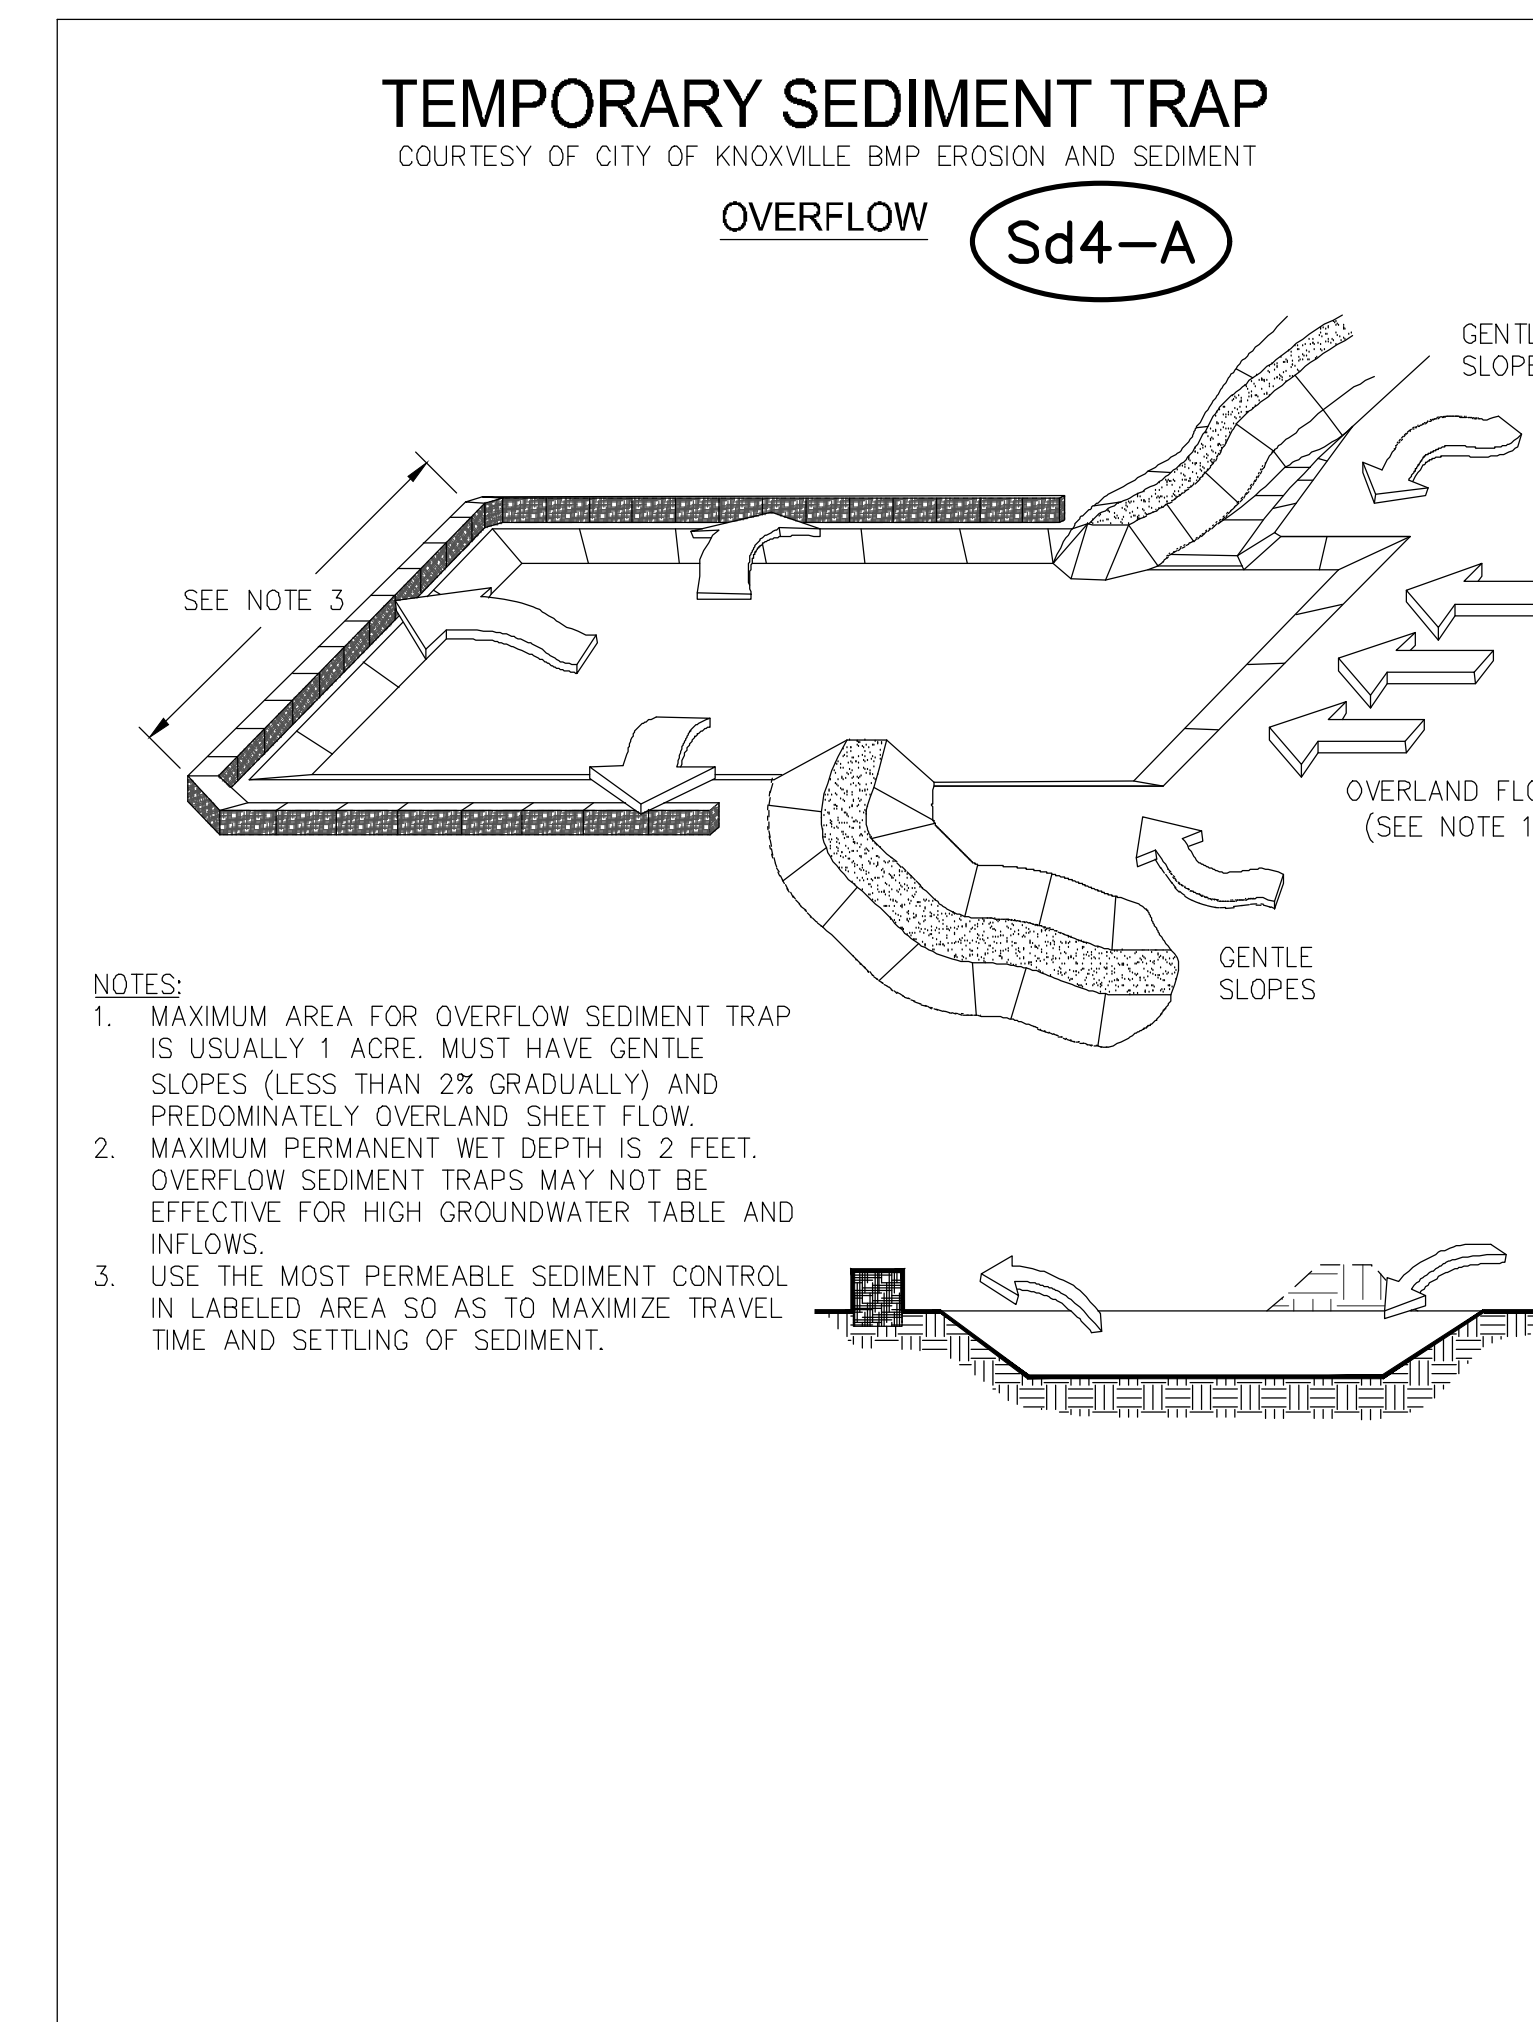 TEMPORARY SEDIMENT TRAP
COURTESY OF CITY OF KNOXVILLE BMP EROSION AND SEDIMENT
OVERFLOW
Sd4-A
SEE NOTE 3
OVERLAND
(SEE NOTE 1
GENTLE
SLOPES
NOTES:
1. MAXIMUM AREA FOR OVERFLOW SEDIMENT TRAP
IS USUALLY 1 ACRE. MUST HAVE GENTLE
SLOPES (LESS THAN 2% GRADUALLY) AND
PREDOMINATELY OVERLAND SHEET FLOW.
2. MAXIMUM PERMANENT WET DEPTH IS 2 FEET.
OVERFLOW SEDIMENT TRAPS MAY NOT BE
EFFECTIVE FOR HIGH GROUNDWATER TABLE AND
INFLOWS.
3. USE THE MOST PERMEABLE SEDIMENT CONTROL
IN LABELED AREA SO AS TO MAXIMIZE TRAVEL
TIME AND SETTLING OF SEDIMENT.